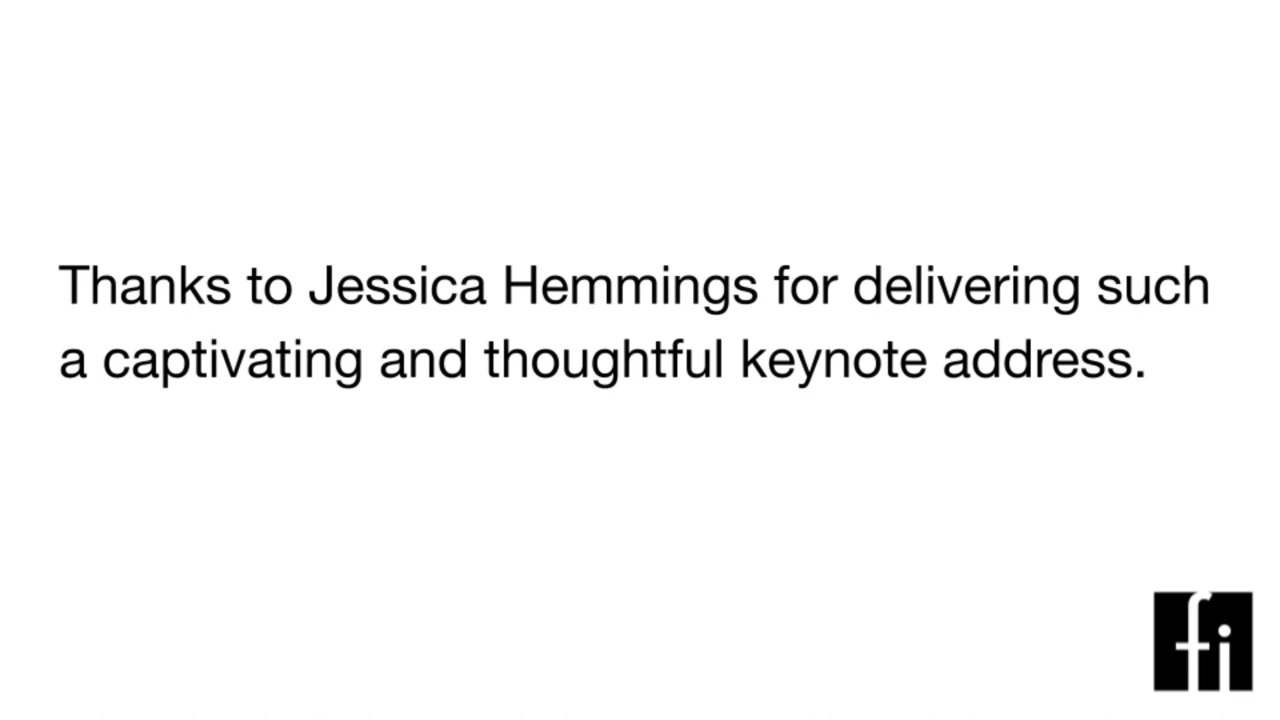 Thanks to Jessica Hemmings for delivering such
a captivating and thoughtful keynote address.
fi